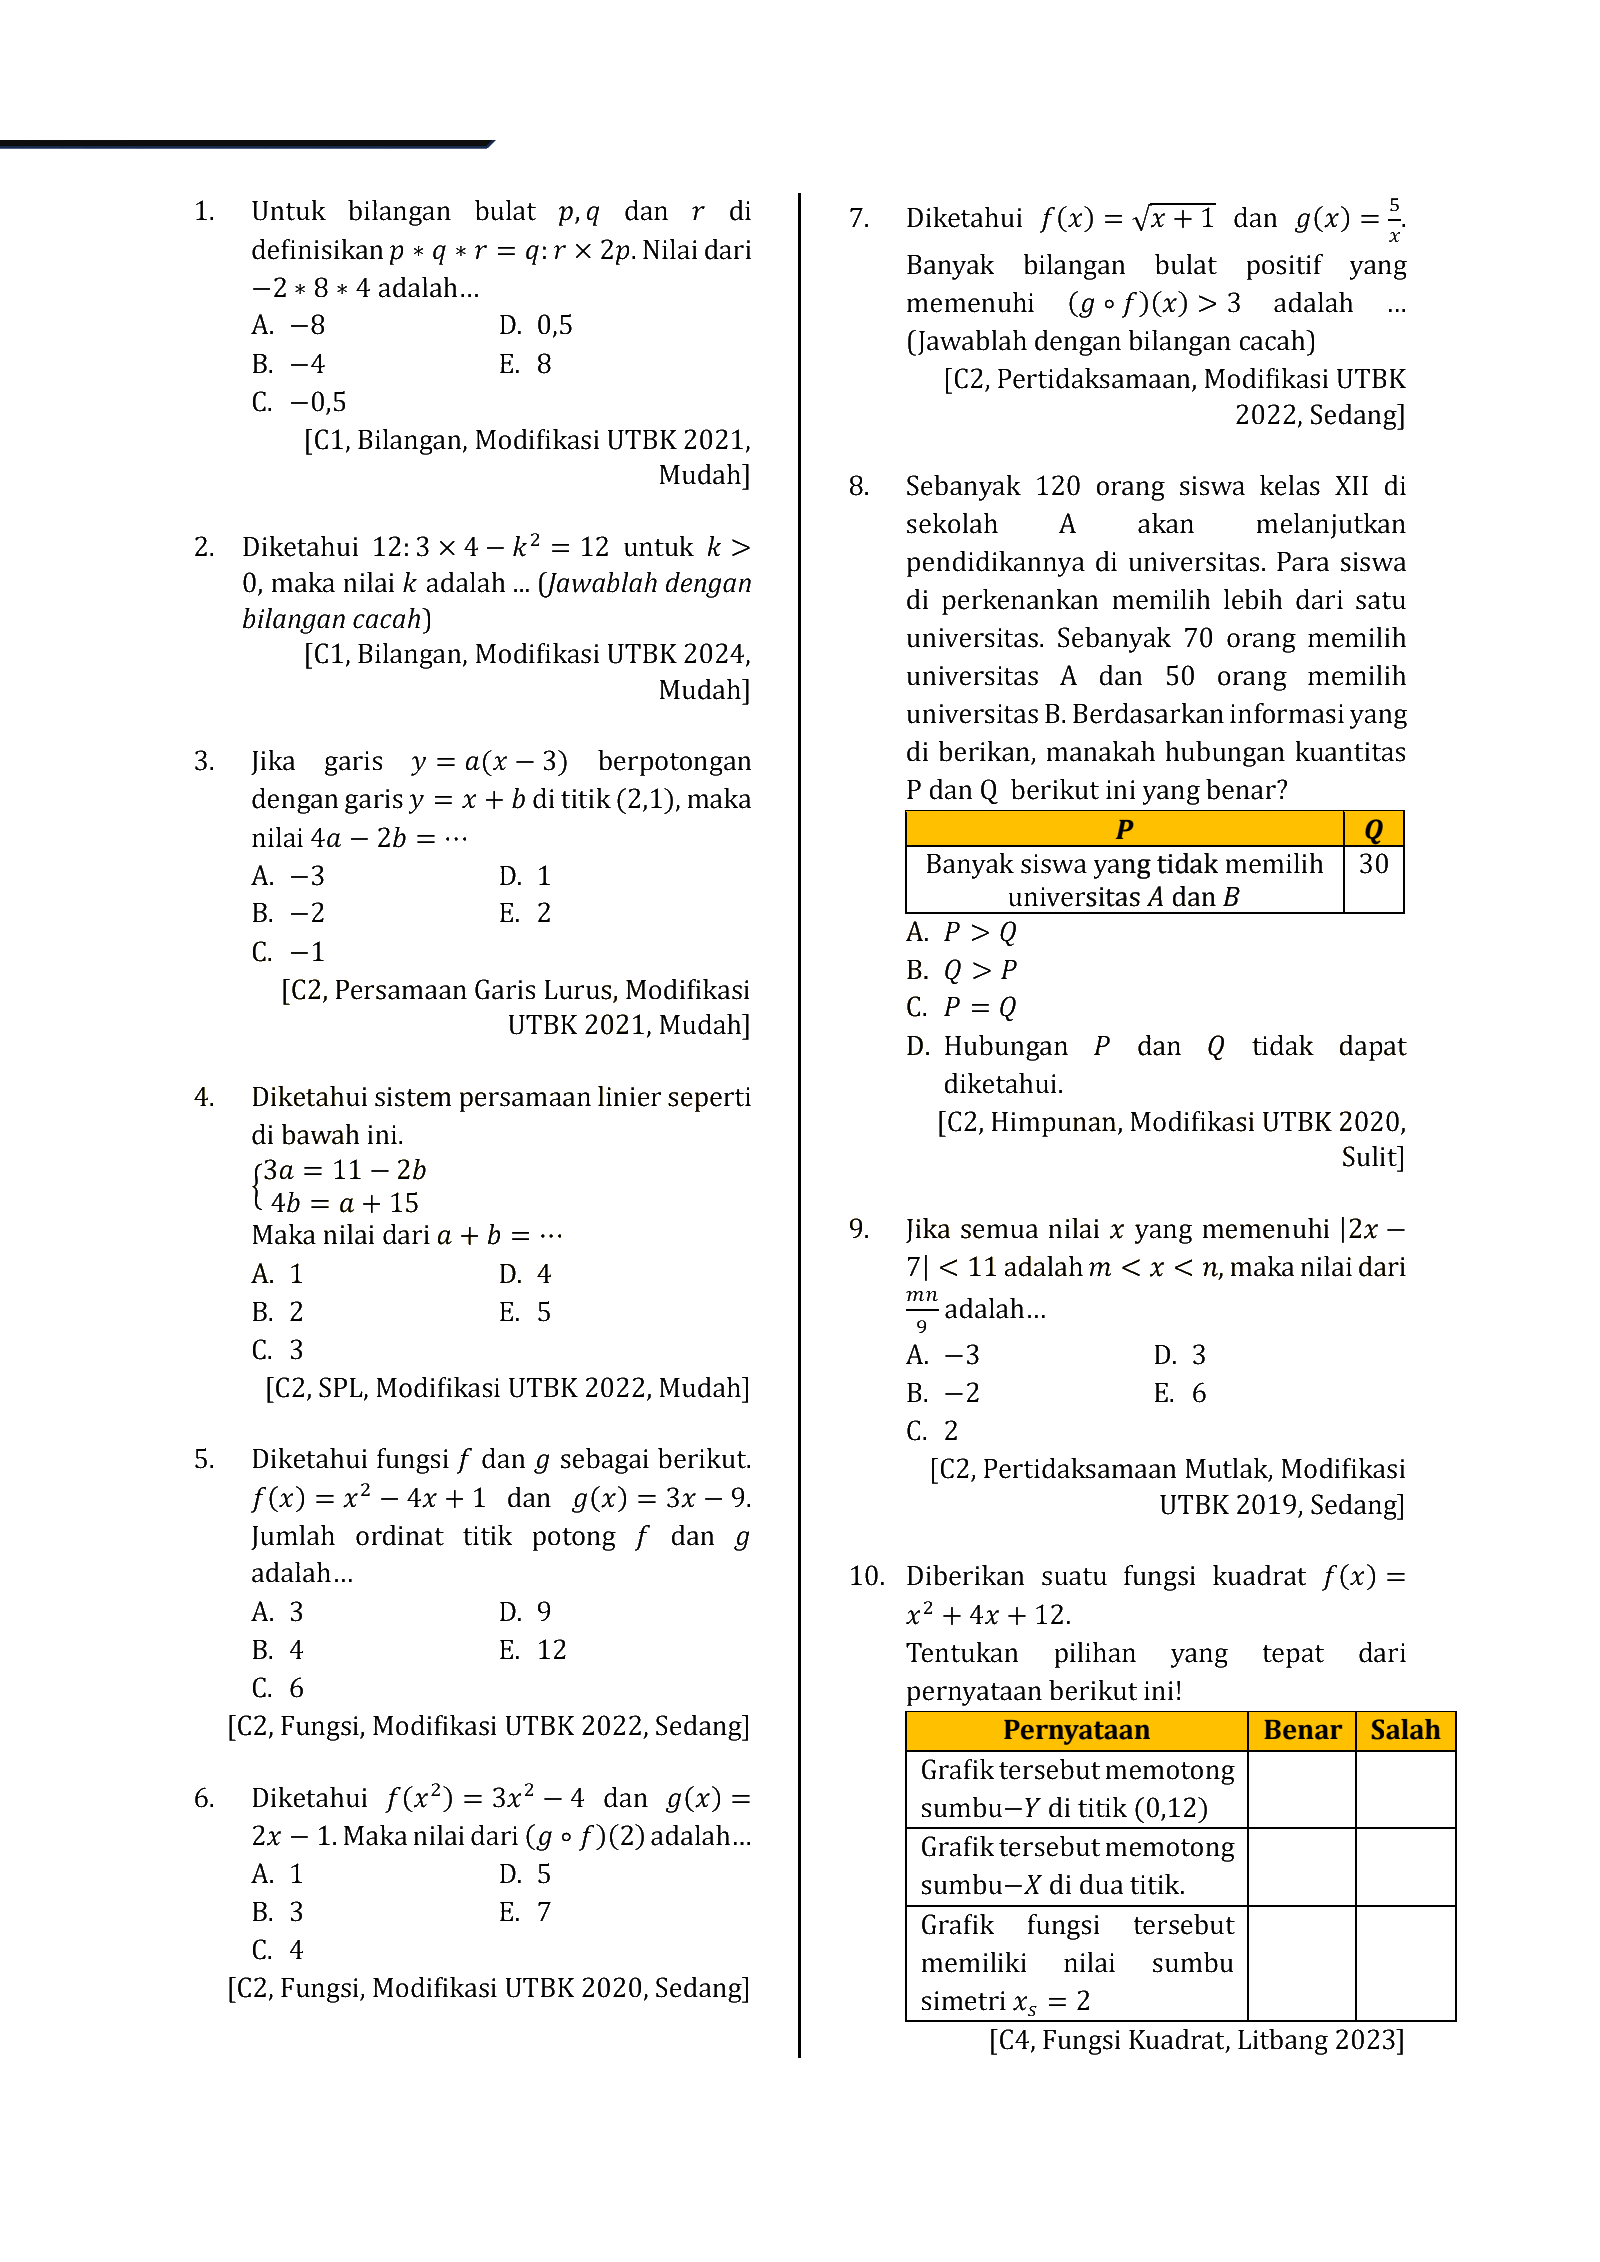 1. Untuk bilangan bulat p, q dan r di
definisikan p ∗ q ∗ r = q: r × 2p. Nilai dari
−2 ∗ 8 ∗ 4 adalah…
A. −8 D. 0,5
B. −4 E. 8
C. −0,5
[C1, Bilangan, Modifikasi UTBK 2021,
Mudah]
2. Diketahui 12: 3 × 4 − k² = 12 untuk k >
0, maka nilai k adalah ... (Jawablah dengan
bilangan cacah)
[C1, Bilangan, Modifikasi UTBK 2024,
Mudah]
3. Jika garis y = a(x − 3) berpotongan
dengan garis y = x + b di titik (2,1), maka
nilai 4a − 2b = ⋯
A. −3 D. 1
B. −2 E. 2
C. −1
[C2, Persamaan Garis Lurus, Modifikasi
UTBK 2021, Mudah]
4. Diketahui sistem persamaan linier seperti
di bawah ini.
{3a = 11 − 2b
4b = a + 15
Maka nilai dari a + b = ⋯
A. 1 D. 4
B. 2 E. 5
C. 3
[C2, SPL, Modifikasi UTBK 2022, Mudah]
5. Diketahui fungsi f dan g sebagai berikut.
f(x) = x² − 4x + 1 dan g(x) = 3x − 9.
Jumlah ordinat titik potong f dan g
adalah…
A. 3 D. 9
B. 4 E. 12
C. 6
[C2, Fungsi, Modifikasi UTBK 2022, Sedang]
6. Diketahui f(x²) = 3x² − 4 dan g(x) =
2x − 1. Maka nilai dari (g ∘ f)(2) adalah…
A. 1 D. 5
B. 3 E. 7
C. 4
[C2, Fungsi, Modifikasi UTBK 2020, Sedang]
7. Diketahui f(x) = √(x + 1) dan g(x) = 5/x.
Banyak bilangan bulat positif yang
memenuhi (g ∘ f)(x) > 3 adalah ...
(Jawablah dengan bilangan cacah)
[C2, Pertidaksamaan, Modifikasi UTBK
2022, Sedang]
8. Sebanyak 120 orang siswa kelas XII di
sekolah A akan melanjutkan
pendidikannya di universitas. Para siswa
di perkenankan memilih lebih dari satu
universitas. Sebanyak 70 orang memilih
universitas A dan 50 orang memilih
universitas B. Berdasarkan informasi yang
di berikan, manakah hubungan kuantitas
P dan Q berikut ini yang benar?
P Q
Banyak siswa yang tidak memilih 30
universitas A dan B
A. P > Q
B. Q > P
C. P = Q
D. Hubungan P dan Q tidak dapat
diketahui.
[C2, Himpunan, Modifikasi UTBK 2020,
Sulit]
9. Jika semua nilai x yang memenuhi |2x −
7| < 11 adalah m < x < n, maka nilai dari
mn/9 adalah…
A. −3 D. 3
B. −2 E. 6
C. 2
[C2, Pertidaksamaan Mutlak, Modifikasi
UTBK 2019, Sedang]
10. Diberikan suatu fungsi kuadrat f(x) =
x² + 4x + 12.
Tentukan pilihan yang tepat dari
pernyataan berikut ini!
Pernyataan Benar Salah
Grafik tersebut memotong
sumbu−Y di titik (0,12)
Grafik tersebut memotong
sumbu−X di dua titik.
Grafik fungsi tersebut
memiliki nilai sumbu
simetri xₛ = 2
[C4, Fungsi Kuadrat, Litbang 2023]